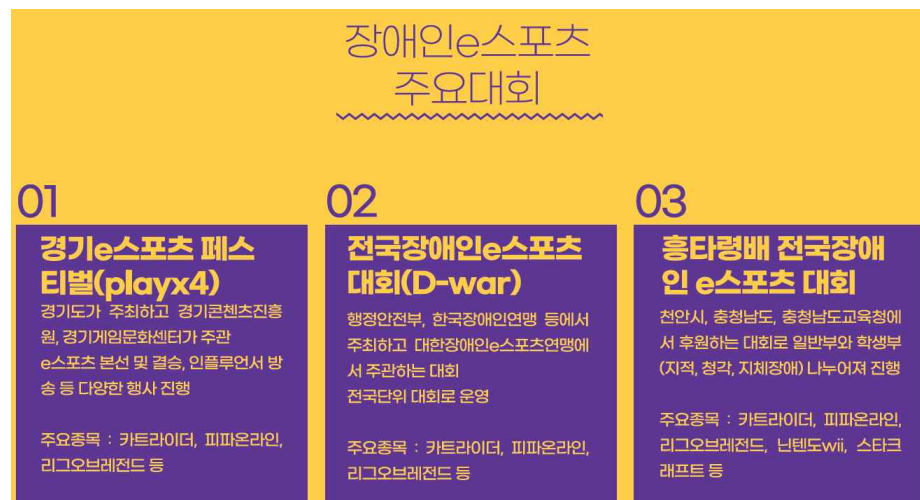 장애인e스포츠
주요대회
01
경기e스포츠 페스
티벌(playx4)
경기도가 주최하고 경기콘첸츠진흥
원, 경기게임문화센터가 주관
e스포츠 본선 및 결승, 인플루언서 방
송 등 다양한 행사 진행
주요종목 : 카트라이더, 피파온라인,
리그오브레전드 등
02
전국장애인e스포츠
대회(D-war)
행정안전부, 한국장애인연맹 등에서
주최하고 대한장애인e스포츠연맹에
서 주관하는 대회
전국단위 대회로 운영
주요종목 : 카트라이더, 피파온라인,
리그오브레전드 등
03
흥타령배 전국장애
인 e스포츠 대회
천안시, 충청남도, 충청남도교육청에
서 후원하는 대회로 일반부와 학생부
(지적, 청각, 지체장애) 나누어져 진행
주요종목 : 카트라이더, 피파온라인,
리그오브레전드, 닌텐도wii, 스타크
래프트 등